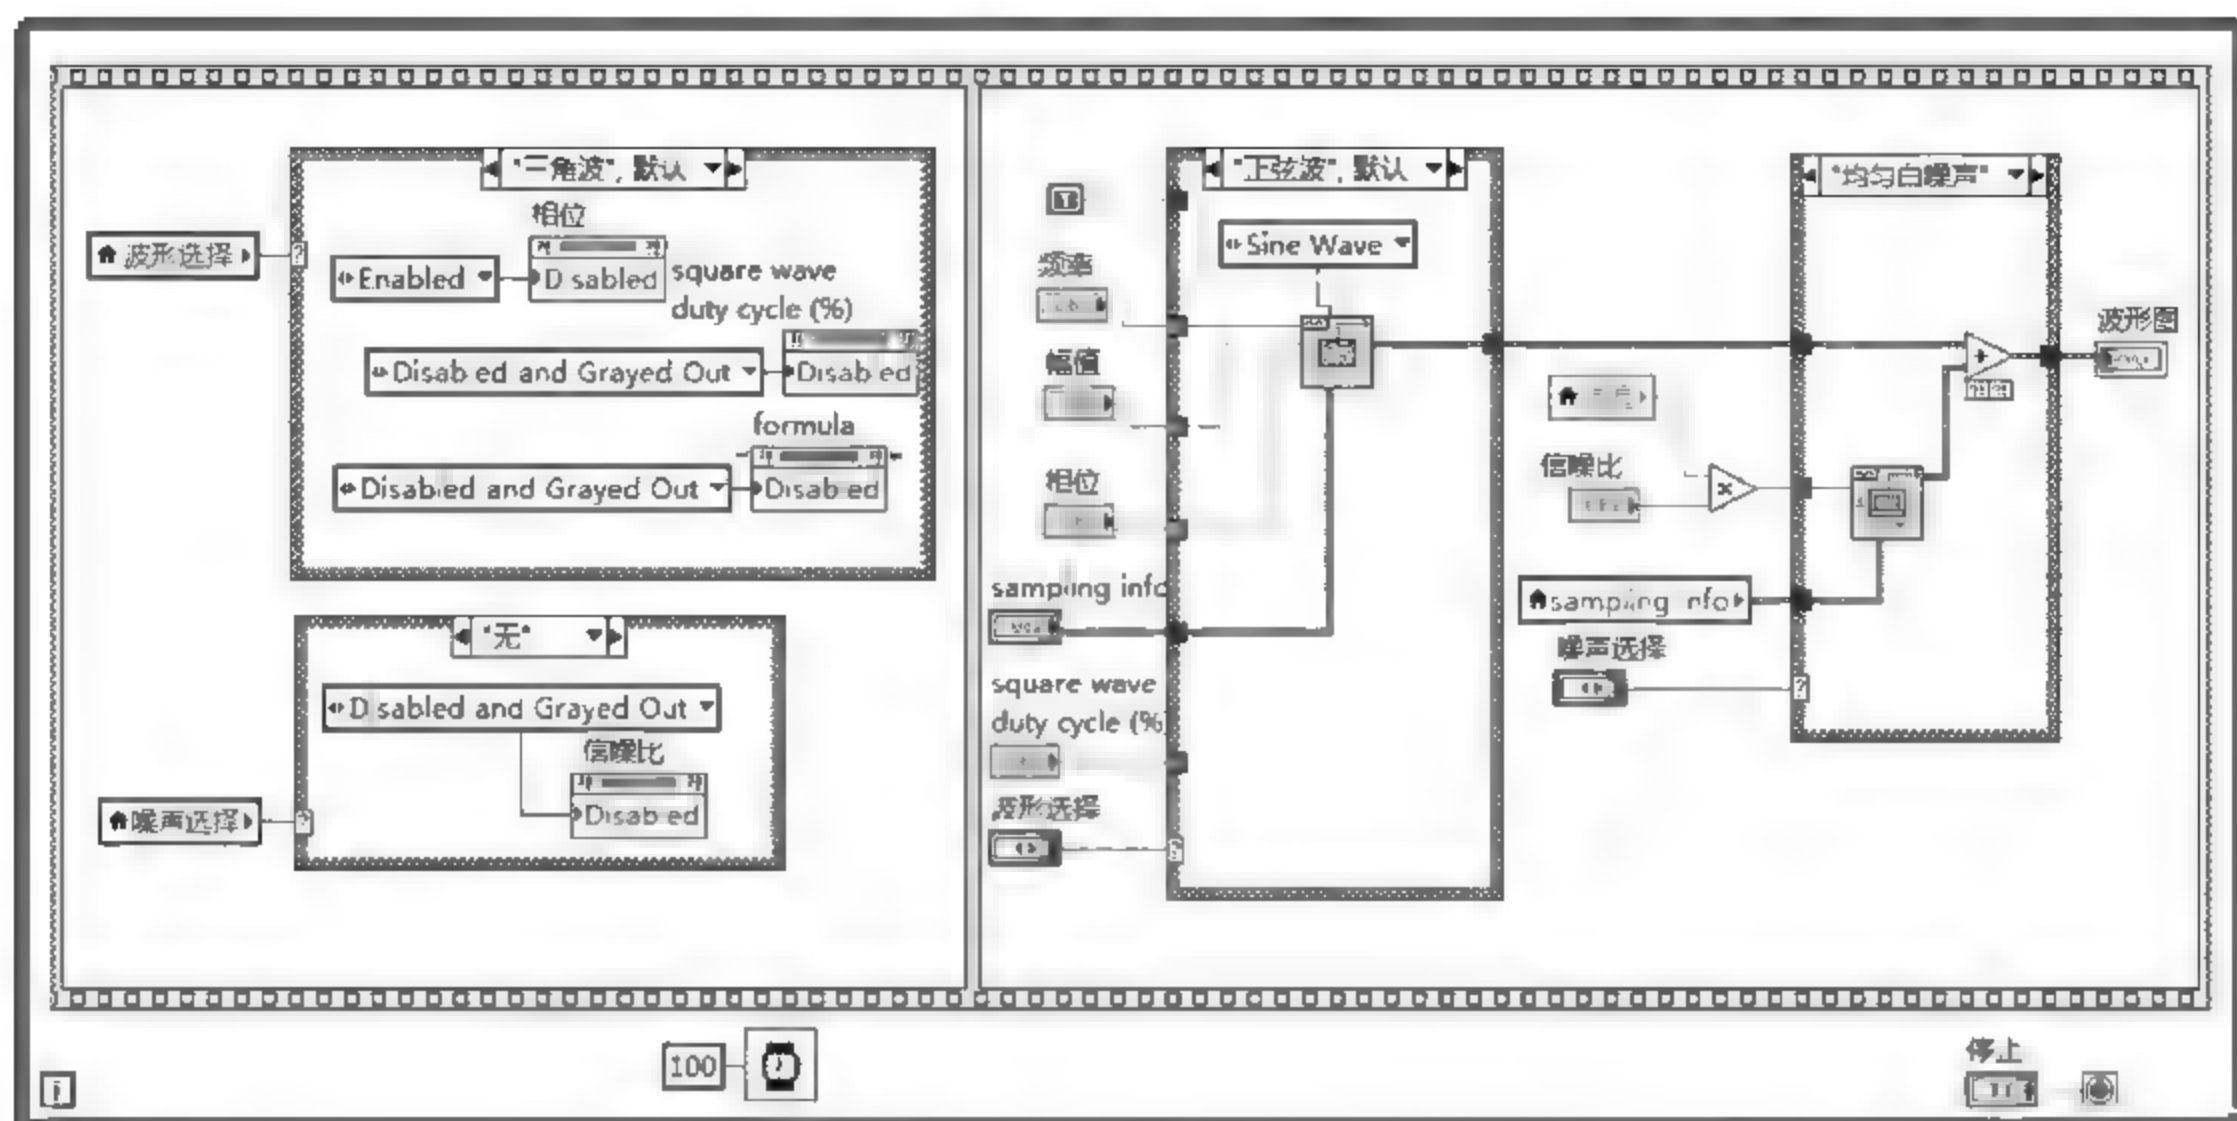 "三角波", 默认
相位
波形选择
Enabled
Disabled
square wave
duty cycle (%)
Disabled and Grayed Out
Disabled
formula
Disabled and Grayed Out
Disabled
"无"
Disabled and Grayed Out
信噪比
Disabled
噪声选择
"正弦波", 默认
Sine Wave
频率
幅值
相位
sampling info
square wave
duty cycle (%)
波形选择
"均匀白噪声"
信噪比
sampling info
噪声选择
波形图
100
i
停止